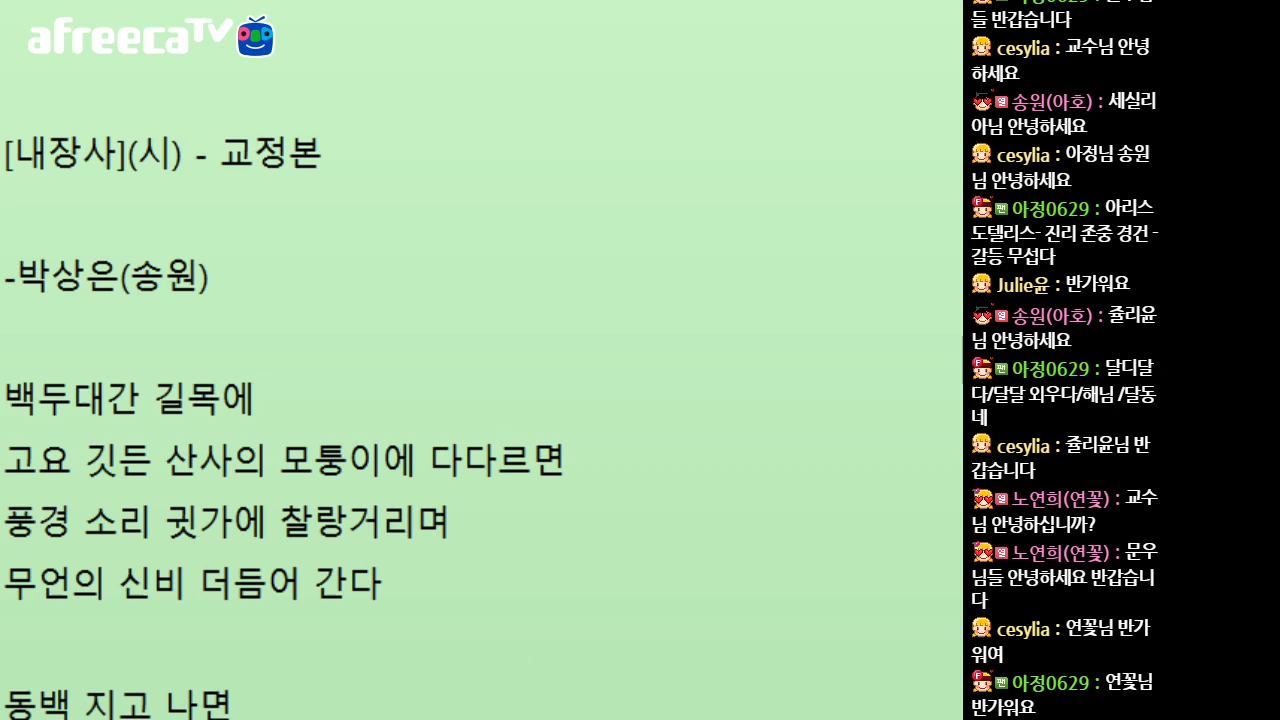 afreecaTV
[내장사](시) - 교정본
-박상은(송원)
백두대간 길목에
고요 깃든 산사의 모퉁이에 다다르면
풍경 소리 귓가에 찰랑거리며
무언의 신비 더듬어 간다
동백 지고 나면
들 반갑습니다
cesylia : 교수님 안녕
하세요
열 송원(아호) : 세실리
아님 안녕하세요
cesylia : 아정님 송원
님 안녕하세요
F 팬 아정0629 : 아리스
도텔리스- 진리 존중 경건 -
갈등 무섭다
Julie윤 : 반가워요
열 송원(아호) : 쥴리윤
님 안녕하세요
F 팬 아정0629 : 달디달
다/달달 외우다/해님 /달동
네
cesylia : 쥴리윤님 반
갑습니다
열 노연희(연꽃) : 교수
님 안녕하십니까?
열 노연희(연꽃) : 문우
님들 안녕하세요 반갑습니
다
cesylia : 연꽃님 반가
워여
F 팬 아정0629 : 연꽃님
반가워요